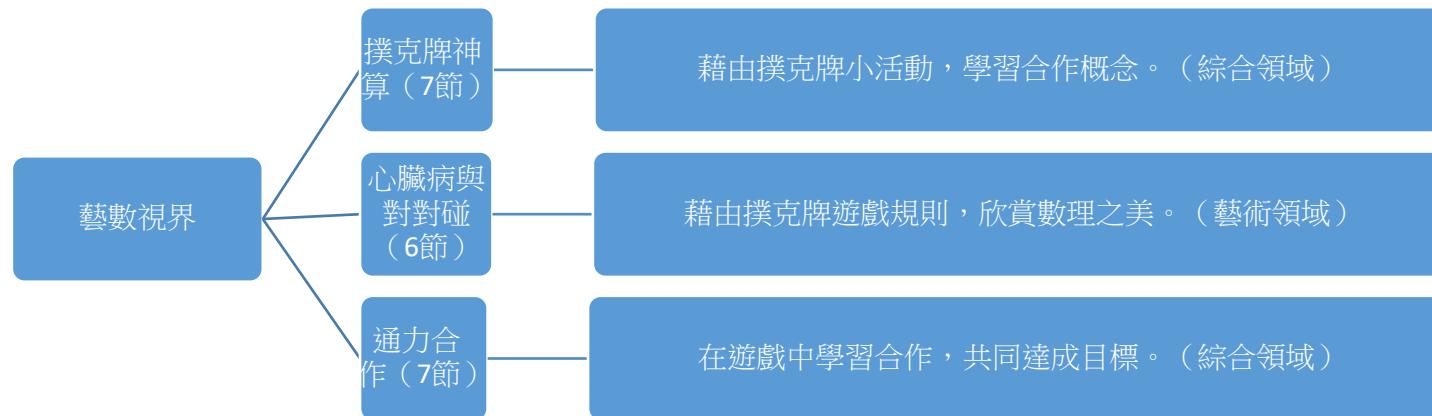 藝數視界
撲克牌神
算（7節）
藉由撲克牌小活動，學習合作概念。（綜合領域）
心臟病與
對對碰
（6節）
藉由撲克牌遊戲規則，欣賞數理之美。（藝術領域）
通力合
作（7節）
在遊戲中學習合作，共同達成目標。（綜合領域）